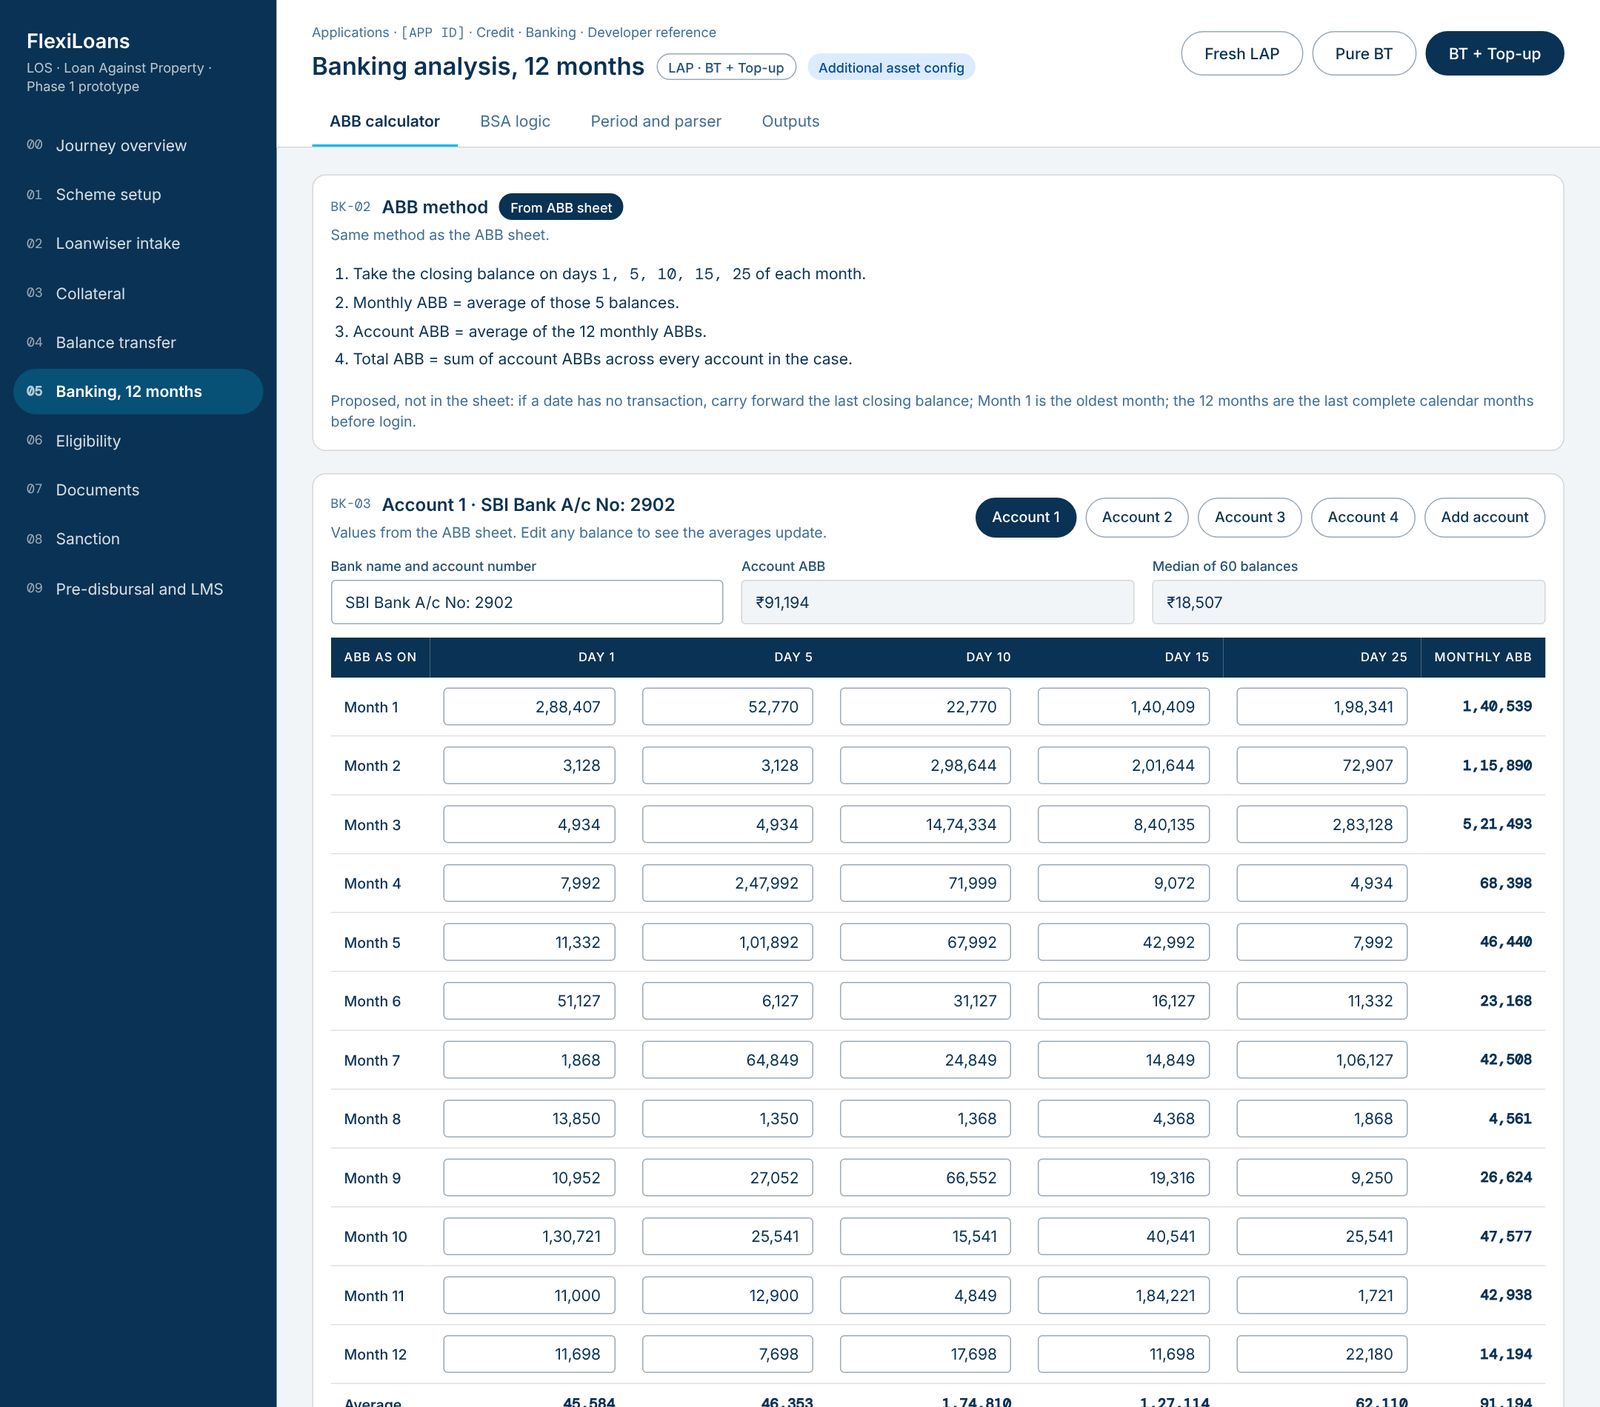 FlexiLoans
LOS · Loan Against Property ·
Phase 1 prototype
00 Journey overview
01 Scheme setup
02 Loanwiser intake
03 Collateral
04 Balance transfer
05 Banking, 12 months
06 Eligibility
07 Documents
08 Sanction
09 Pre-disbursal and LMS
Applications · [APP ID] · Credit · Banking · Developer reference
Banking analysis, 12 months LAP · BT + Top-up Additional asset config
Fresh LAP Pure BT BT + Top-up
ABB calculator BSA logic Period and parser Outputs
BK-02 ABB method From ABB sheet
Same method as the ABB sheet.
1. Take the closing balance on days 1, 5, 10, 15, 25 of each month.
2. Monthly ABB = average of those 5 balances.
3. Account ABB = average of the 12 monthly ABBs.
4. Total ABB = sum of account ABBs across every account in the case.
Proposed, not in the sheet: if a date has no transaction, carry forward the last closing balance; Month 1 is the oldest month; the 12 months are the last complete calendar months
before login.
BK-03 Account 1 · SBI Bank A/c No: 2902
Values from the ABB sheet. Edit any balance to see the averages update.
Account 1 Account 2 Account 3 Account 4 Add account
Bank name and account number Account ABB Median of 60 balances
SBI Bank A/c No: 2902 ₹91,194 ₹18,507
ABB AS ON DAY 1 DAY 5 DAY 10 DAY 15 DAY 25 MONTHLY ABB
Month 1 2,88,407 52,770 22,770 1,40,409 1,98,341 1,40,539
Month 2 3,128 3,128 2,98,644 2,01,644 72,907 1,15,890
Month 3 4,934 4,934 14,74,334 8,40,135 2,83,128 5,21,493
Month 4 7,992 2,47,992 71,999 9,072 4,934 68,398
Month 5 11,332 1,01,892 67,992 42,992 7,992 46,440
Month 6 51,127 6,127 31,127 16,127 11,332 23,168
Month 7 1,868 64,849 24,849 14,849 1,06,127 42,508
Month 8 13,850 1,350 1,368 4,368 1,868 4,561
Month 9 10,952 27,052 66,552 19,316 9,250 26,624
Month 10 1,30,721 25,541 15,541 40,541 25,541 47,577
Month 11 11,000 12,900 4,849 1,84,221 1,721 42,938
Month 12 11,698 7,698 17,698 11,698 22,180 14,194
Average 45,584 46,353 1,74,810 1,27,114 62,110 91,194